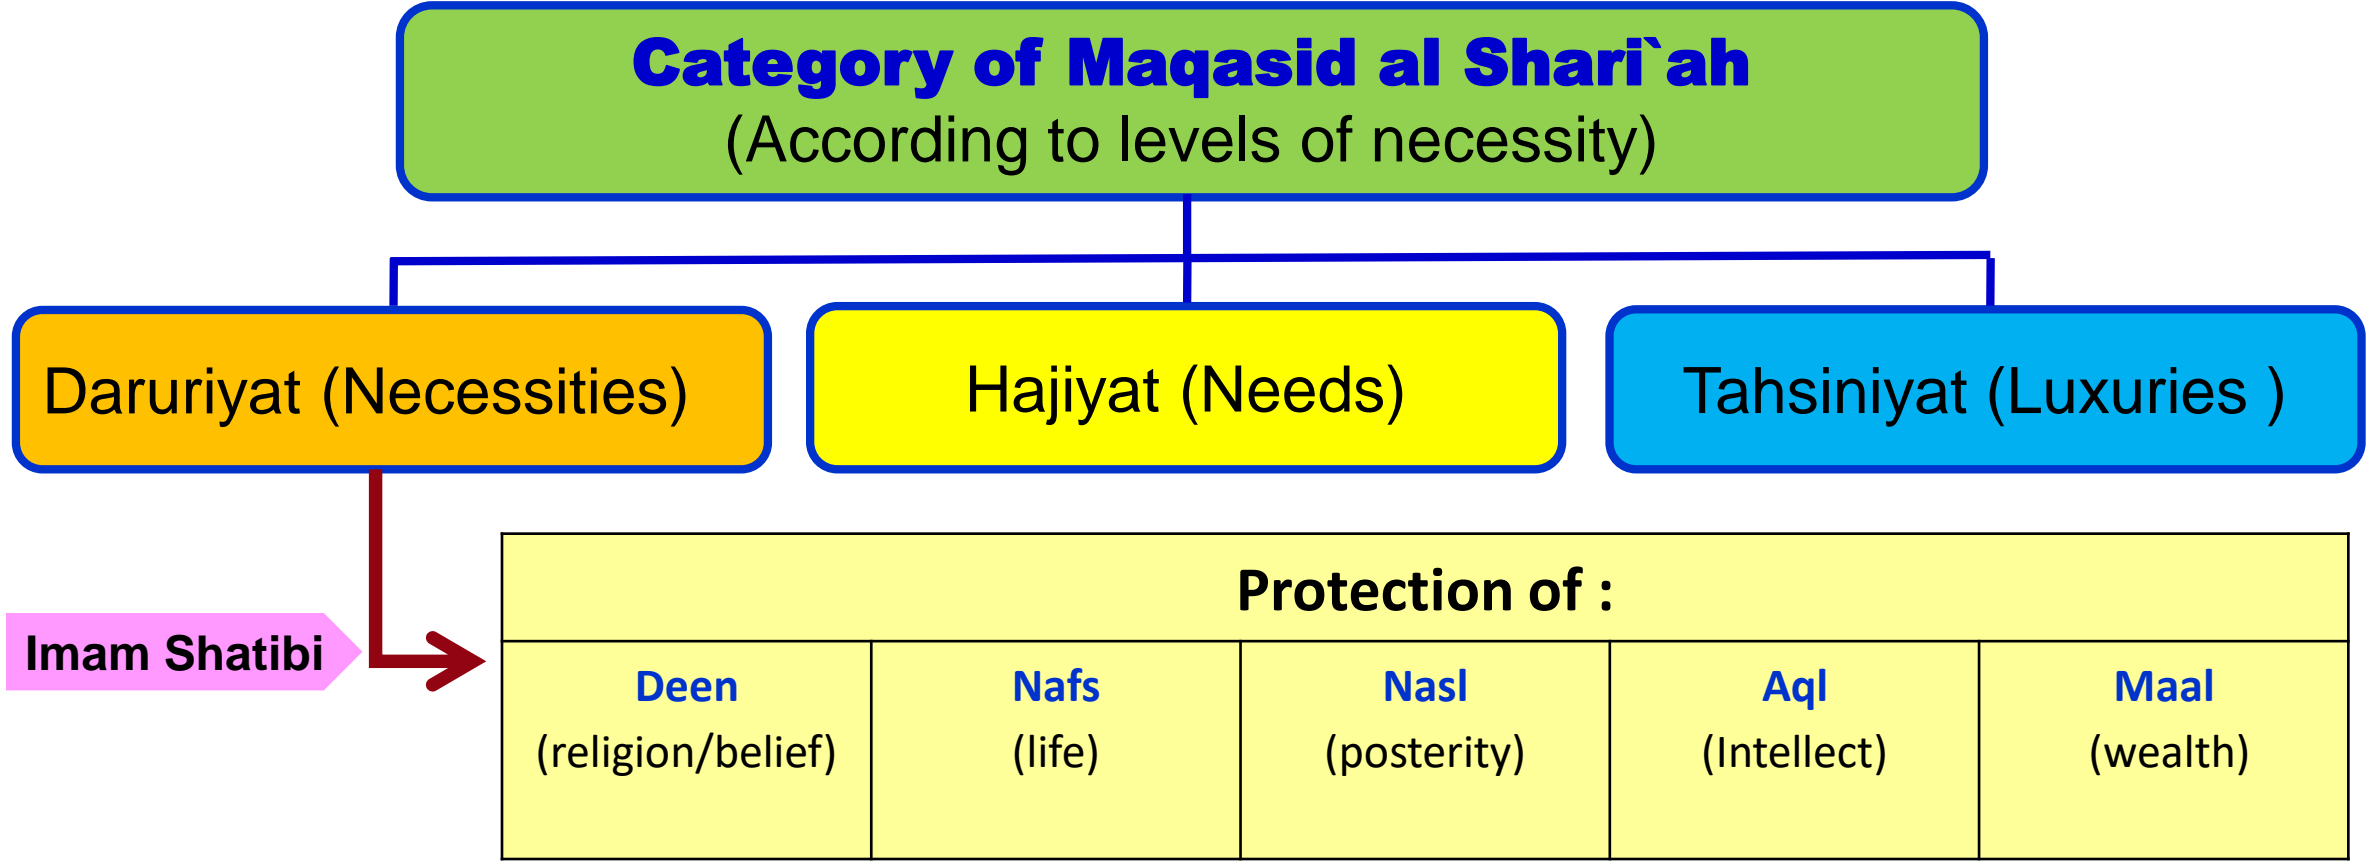 Category of Maqasid al Shari`ah
(According to levels of necessity)
Daruriyat (Necessities)
Hajiyat (Needs)
Tahsiniyat (Luxuries )
Imam Shatibi
Protection of :
Deen
(religion/belief)
Nafs
(life)
Nasl
(posterity)
Aql
(Intellect)
Maal
(wealth)